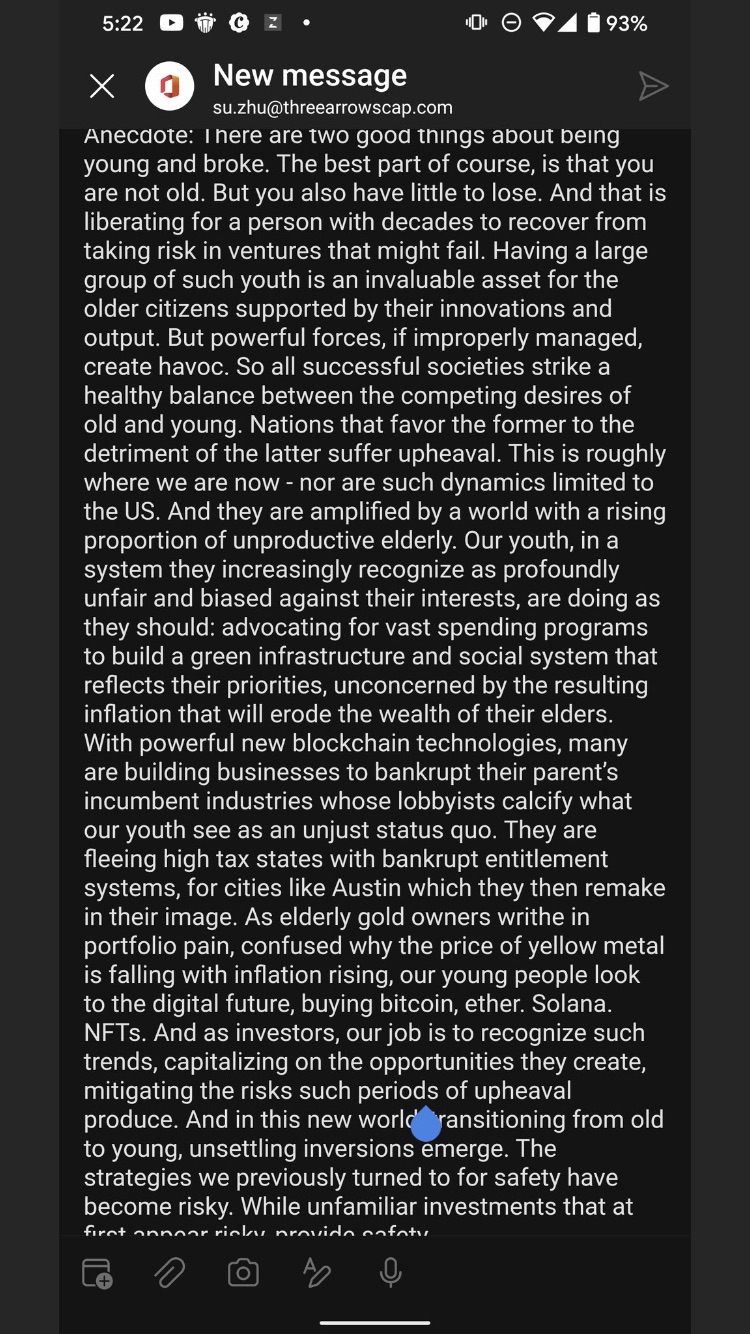 5:22
Z
93%
New message
su.zhu@threearrowscap.com
Anecdote: There are two good things about being
young and broke. The best part of course, is that you
are not old. But you also have little to lose. And that is
liberating for a person with decades to recover from
taking risk in ventures that might fail. Having a large
group of such youth is an invaluable asset for the
older citizens supported by their innovations and
output. But powerful forces, if improperly managed,
create havoc. So all successful societies strike a
healthy balance between the competing desires of
old and young. Nations that favor the former to the
detriment of the latter suffer upheaval. This is roughly
where we are now - nor are such dynamics limited to
the US. And they are amplified by a world with a rising
proportion of unproductive elderly. Our youth, in a
system they increasingly recognize as profoundly
unfair and biased against their interests, are doing as
they should: advocating for vast spending programs
to build a green infrastructure and social system that
reflects their priorities, unconcerned by the resulting
inflation that will erode the wealth of their elders.
With powerful new blockchain technologies, many
are building businesses to bankrupt their parent’s
incumbent industries whose lobbyists calcify what
our youth see as an unjust status quo. They are
fleeing high tax states with bankrupt entitlement
systems, for cities like Austin which they then remake
in their image. As elderly gold owners writhe in
portfolio pain, confused why the price of yellow metal
is falling with inflation rising, our young people look
to the digital future, buying bitcoin, ether. Solana.
NFTs. And as investors, our job is to recognize such
trends, capitalizing on the opportunities they create,
mitigating the risks such periods of upheaval
produce. And in this new world transitioning from old
to young, unsettling inversions emerge. The
strategies we previously turned to for safety have
become risky. While unfamiliar investments that at
first appear risky, provide safety.